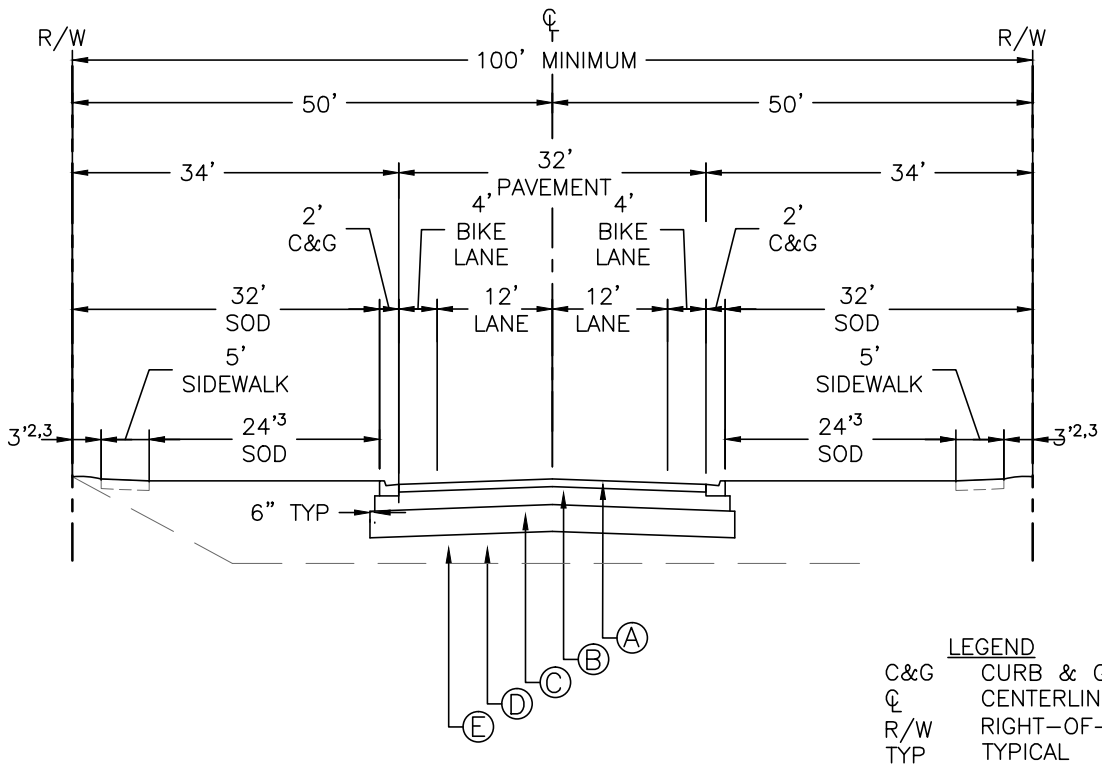 ℄
R/W R/W
100' MINIMUM
50' 50'
34' 32' 34'
PAVEMENT
2' 4' 4' 2'
C&G BIKE BIKE C&G
LANE LANE
32' 12' 12' 32'
SOD LANE LANE SOD
5' 5'
SIDEWALK SIDEWALK
3'2,3 24'3 24'3 3'2,3
SOD SOD
6" TYP
A
B
C
D
E
LEGEND
C&G CURB & G
℄ CENTERLIN
R/W RIGHT-OF-
TYP TYPICAL